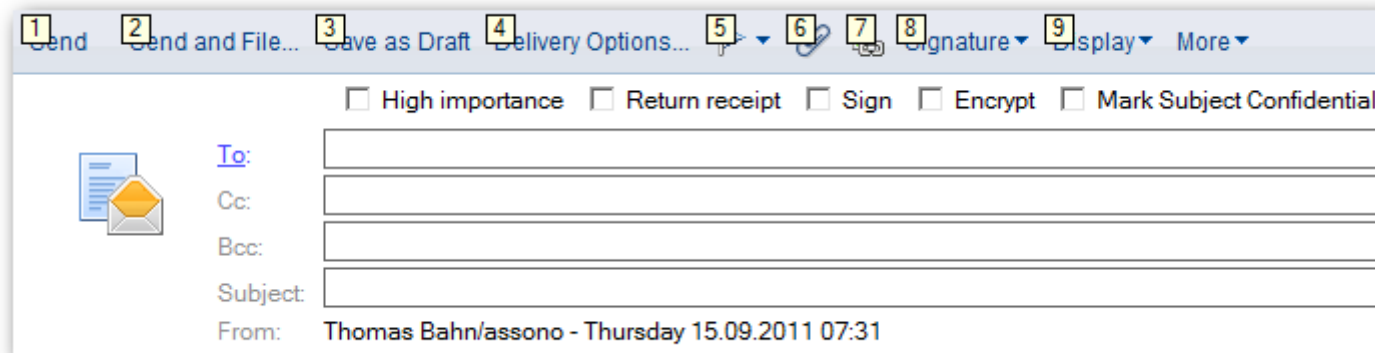 1 Send 2 Send and File... 3 Save as Draft 4 Delivery Options... 5 6 7 8 Signature 9 Display More
High importance Return receipt Sign Encrypt Mark Subject Confidential
To:
Cc:
Bcc:
Subject:
From: Thomas Bahn/assono - Thursday 15.09.2011 07:31